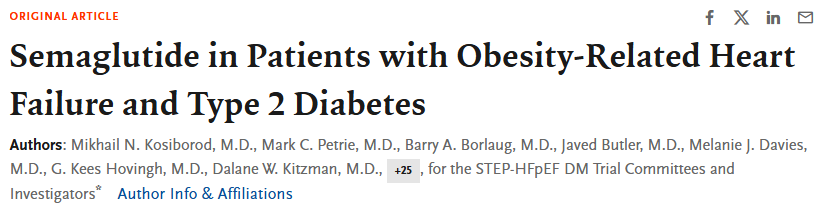 ORIGINAL ARTICLE
Semaglutide in Patients with Obesity-Related Heart
Failure and Type 2 Diabetes
Authors: Mikhail N. Kosiborod, M.D., Mark C. Petrie, M.D., Barry A. Borlaug, M.D., Javed Butler, M.D., Melanie J. Davies,
M.D., G. Kees Hovingh, M.D., Dalane W. Kitzman, M.D., +25 , for the STEP-HFpEF DM Trial Committees and
Investigators* Author Info & Affiliations